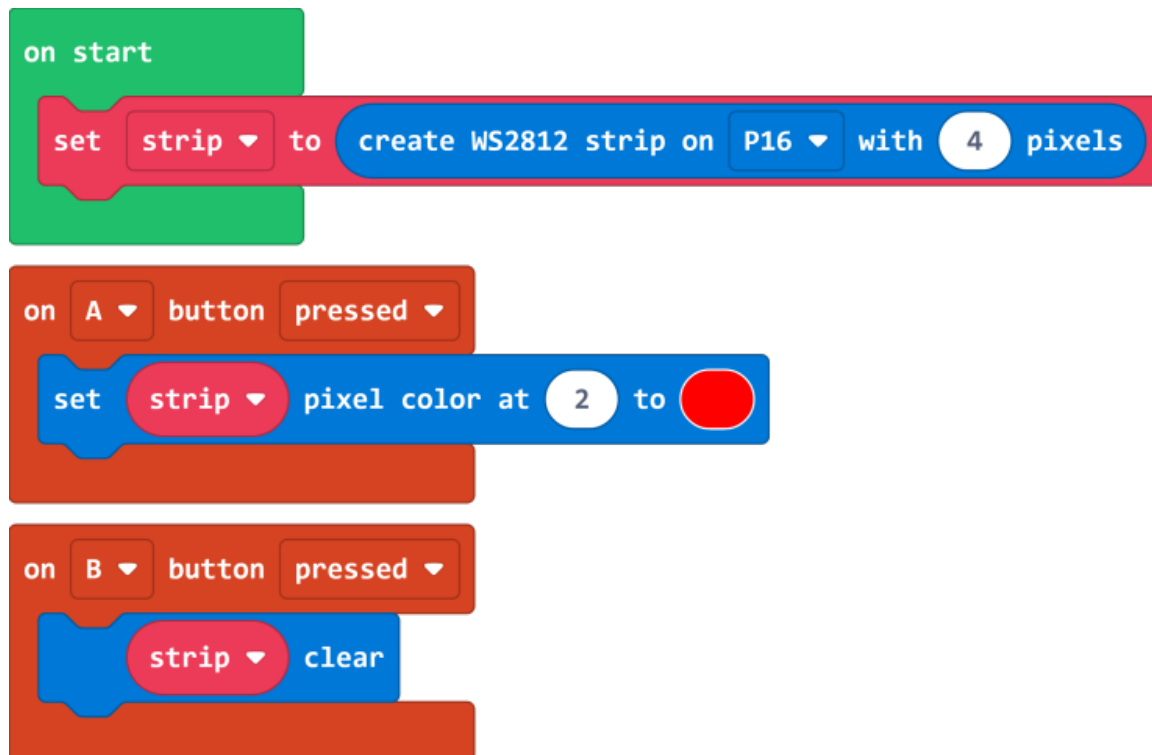 on start
set strip to create WS2812 strip on P16 with 4 pixels
on A button pressed
set strip pixel color at 2 to
on B button pressed
strip clear